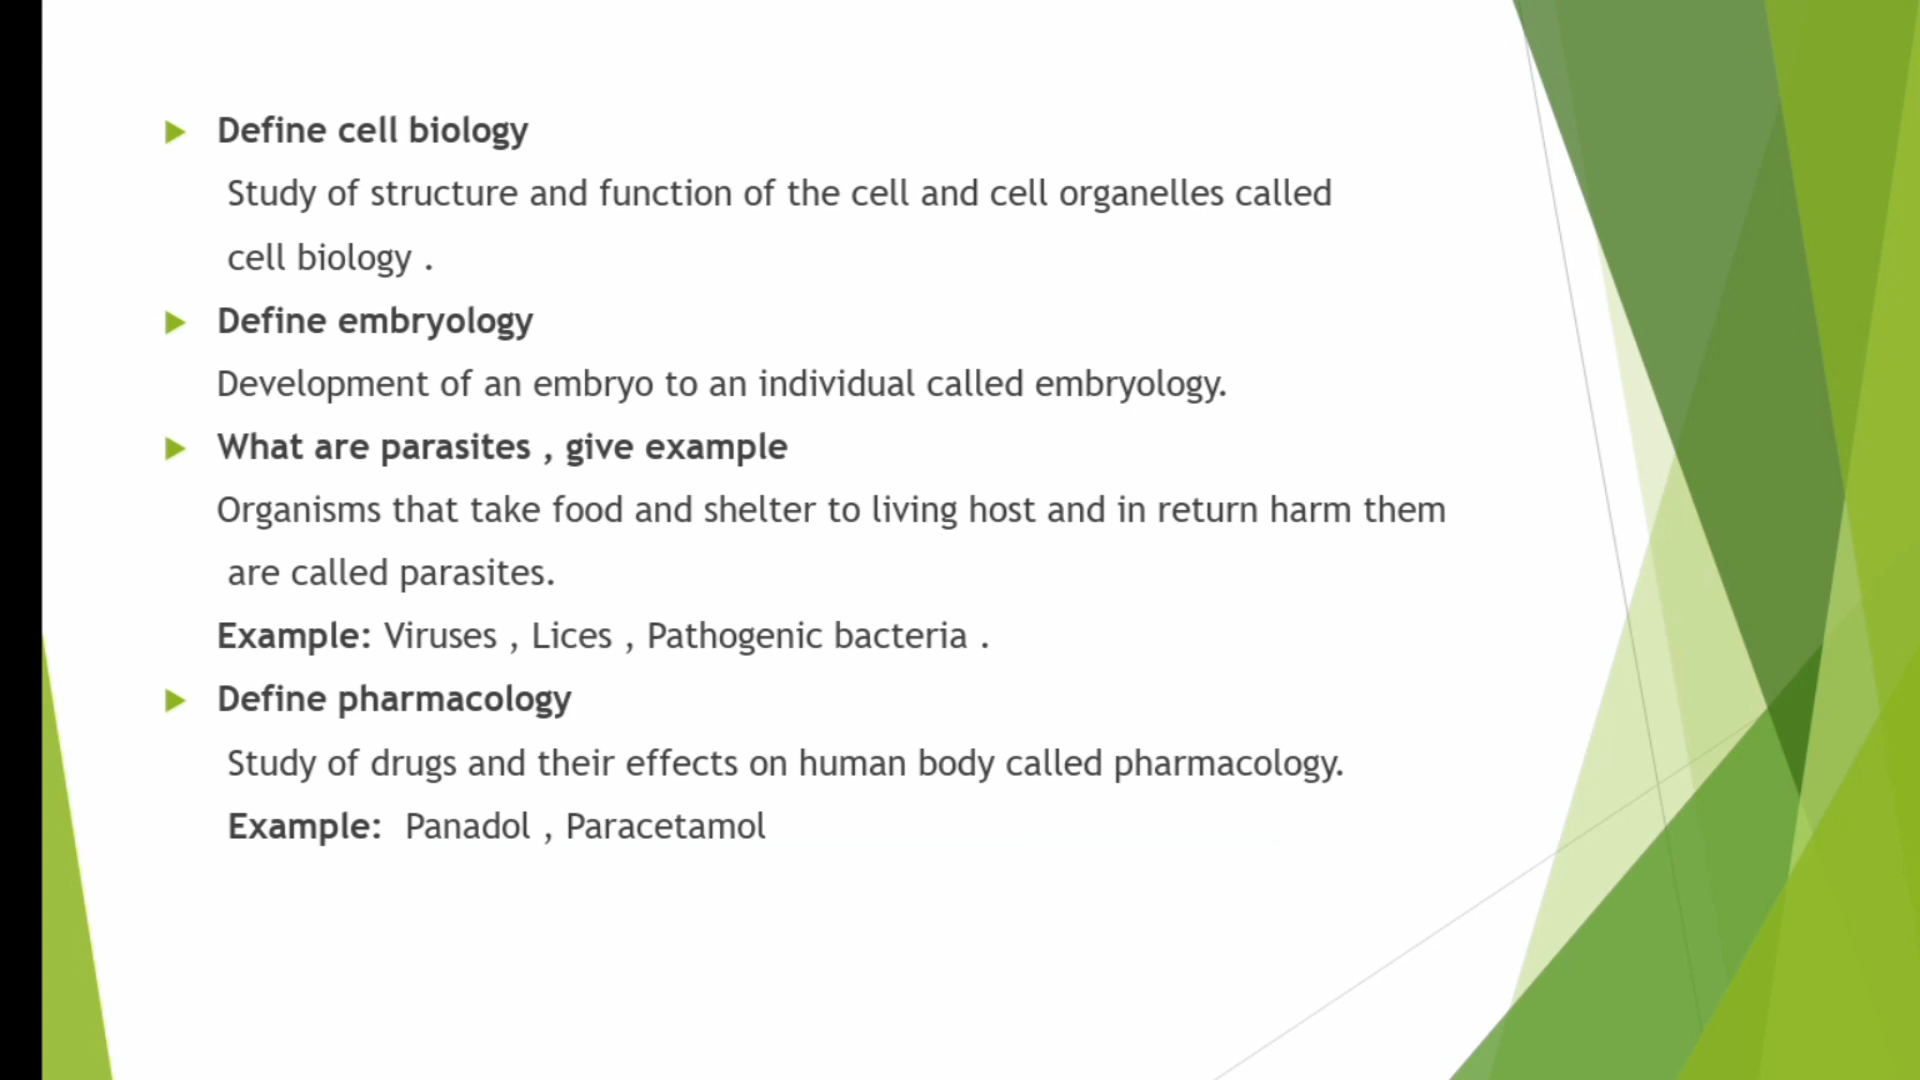 Define cell biology
Study of structure and function of the cell and cell organelles called
cell biology .
Define embryology
Development of an embryo to an individual called embryology.
What are parasites , give example
Organisms that take food and shelter to living host and in return harm them
are called parasites.
Example: Viruses , Lices , Pathogenic bacteria .
Define pharmacology
Study of drugs and their effects on human body called pharmacology.
Example: Panadol , Paracetamol